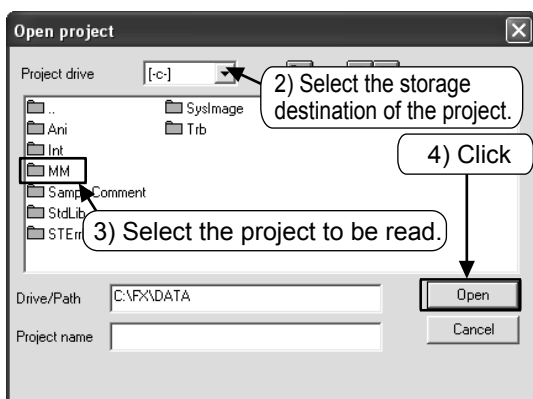 Open project
Project drive
[-c-]
2) Select the storage
destination of the project.
..
SysImage
Ani
Trb
Int
4) Click
MM
Comment
StdLib
3) Select the project to be read.
Drive/Path
C:\FX\DATA
Open
Project name
Cancel